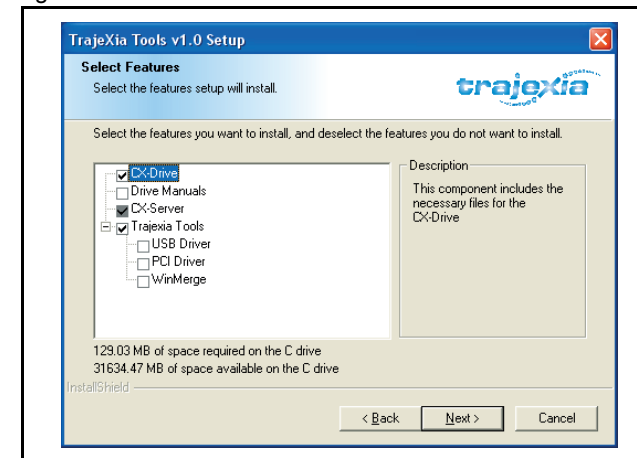 TrajeXia Tools v1.0 Setup
Select Features
Select the features setup will install.
trajexia
Select the features you want to install, and deselect the features you do not want to install.
CX-Drive
Drive Manuals
CX-Server
Trajexia Tools
USB Driver
PCI Driver
WinMerge
Description
This component includes the
necessary files for the
CX-Drive
129.03 MB of space required on the C drive
31634.47 MB of space available on the C drive
InstallShield
< Back
Next >
Cancel